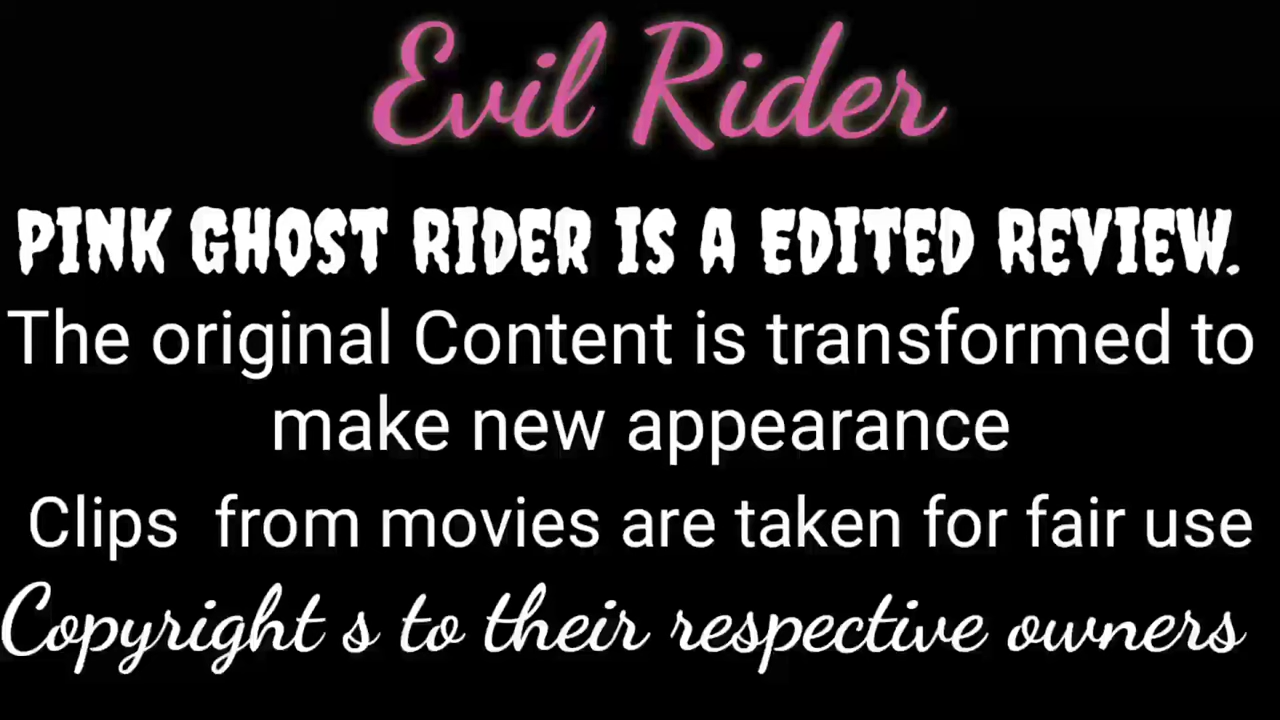 Evil Rider
PINK GHOST RIDER IS A EDITED REVIEW.
The original Content is transformed to
make new appearance
Clips from movies are taken for fair use
Copyright s to their respective owners